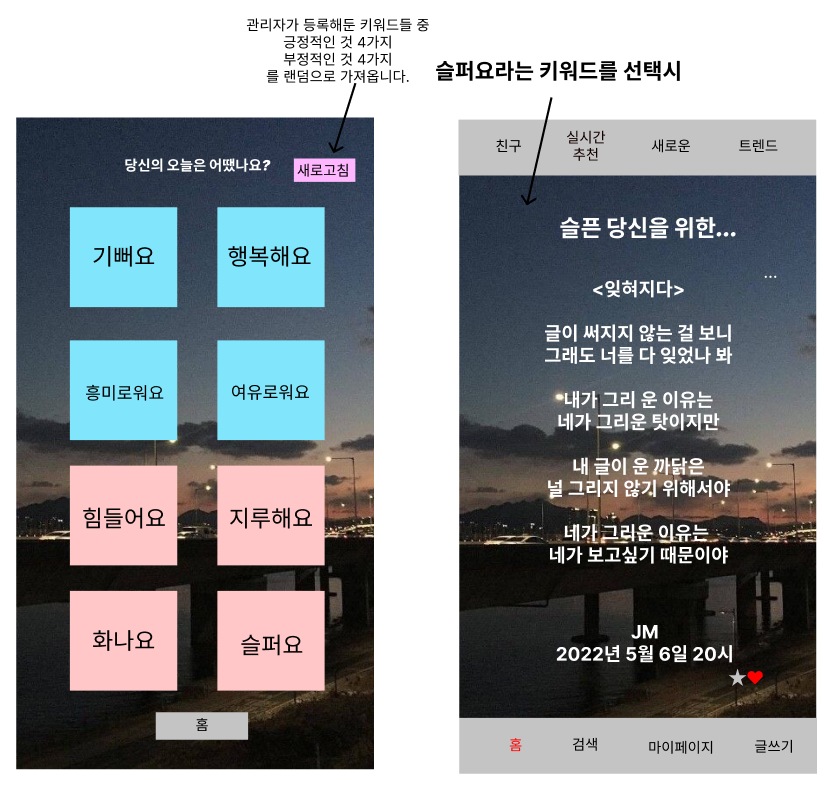 관리자가 등록해둔 키워드들 중
긍정적인 것 4가지
부정적인 것 4가지
를 랜덤으로 가져옵니다.
당신의 오늘은 어땠나요?
새로고침
기뻐요
행복해요
흥미로워요
여유로워요
힘들어요
지루해요
화나요
슬퍼요
홈
슬퍼요라는 키워드를 선택시
친구
실시간
추천
새로운
트렌드
슬픈 당신을 위한...
...
<잊혀지다>
글이 써지지 않는 걸 보니
그래도 너를 다 잊었나 봐
내가 그리 운 이유는
네가 그리운 탓이지만
내 글이 운 까닭은
널 그리지 않기 위해서야
네가 그리운 이유는
네가 보고싶기 때문이야
JM
2022년 5월 6일 20시
홈
검색
마이페이지
글쓰기